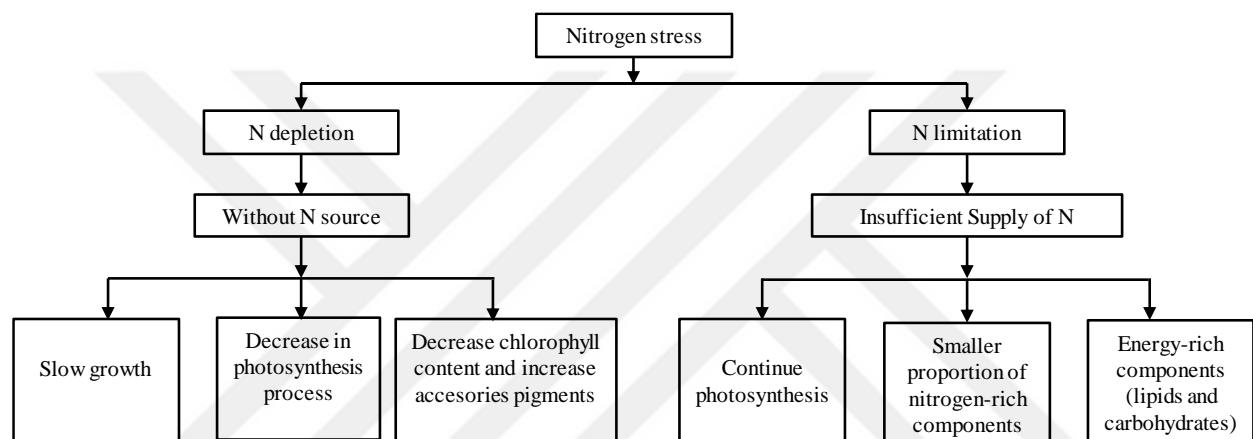 Nitrogen stress
N depletion
N limitation
Without N source
Insufficient Supply of N
Slow growth
Decrease in
photosynthesis
process
Decrease chlorophyll
content and increase
accesories pigments
Continue
photosynthesis
Smaller
proportion of
nitrogen-rich
components
Energy-rich
components
(lipids and
carbohydrates)